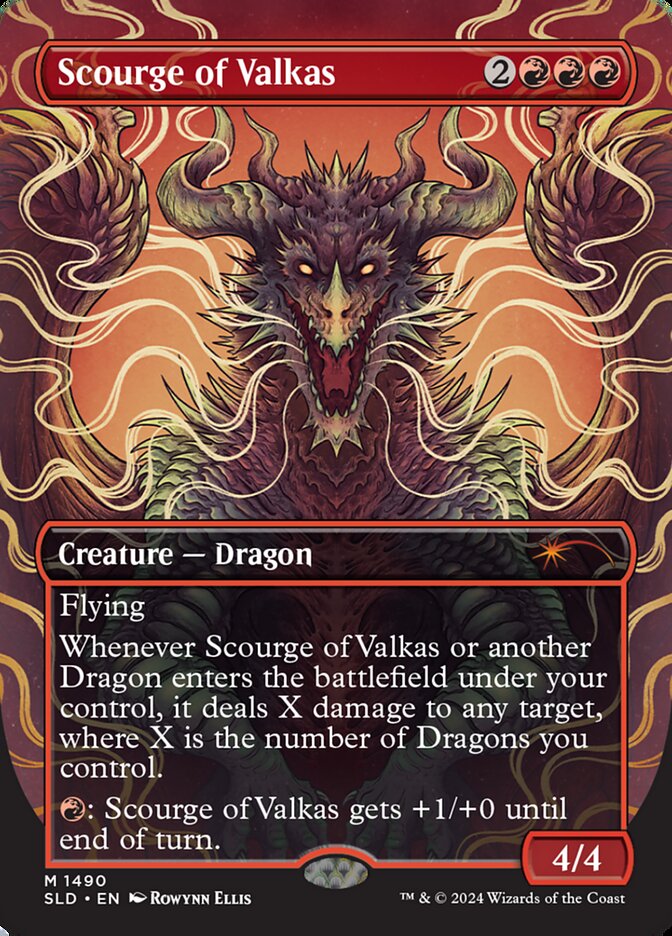 Scourge of Valkas 2
Creature — Dragon
Flying
Whenever Scourge of Valkas or another
Dragon enters the battlefield under your
control, it deals X damage to any target,
where X is the number of Dragons you
control.
: Scourge of Valkas gets +1/+0 until
end of turn.
4/4
M 1490
SLD • EN Rowynn Ellis
™ & © 2024 Wizards of the Coast